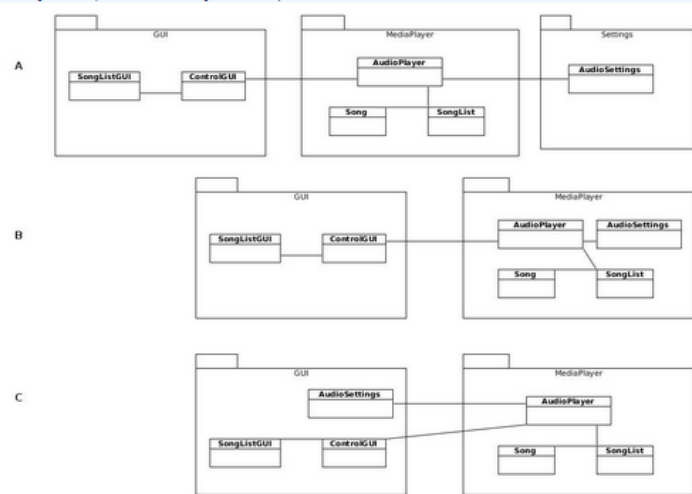 GUI
MediaPlayer
Settings
A
SongListGUI
ControlGUI
AudioPlayer
AudioSettings
Song
SongList
GUI
MediaPlayer
B
SongListGUI
ControlGUI
AudioPlayer
AudioSettings
Song
SongList
GUI
MediaPlayer
C
AudioSettings
AudioPlayer
SongListGUI
ControlGUI
Song
SongList